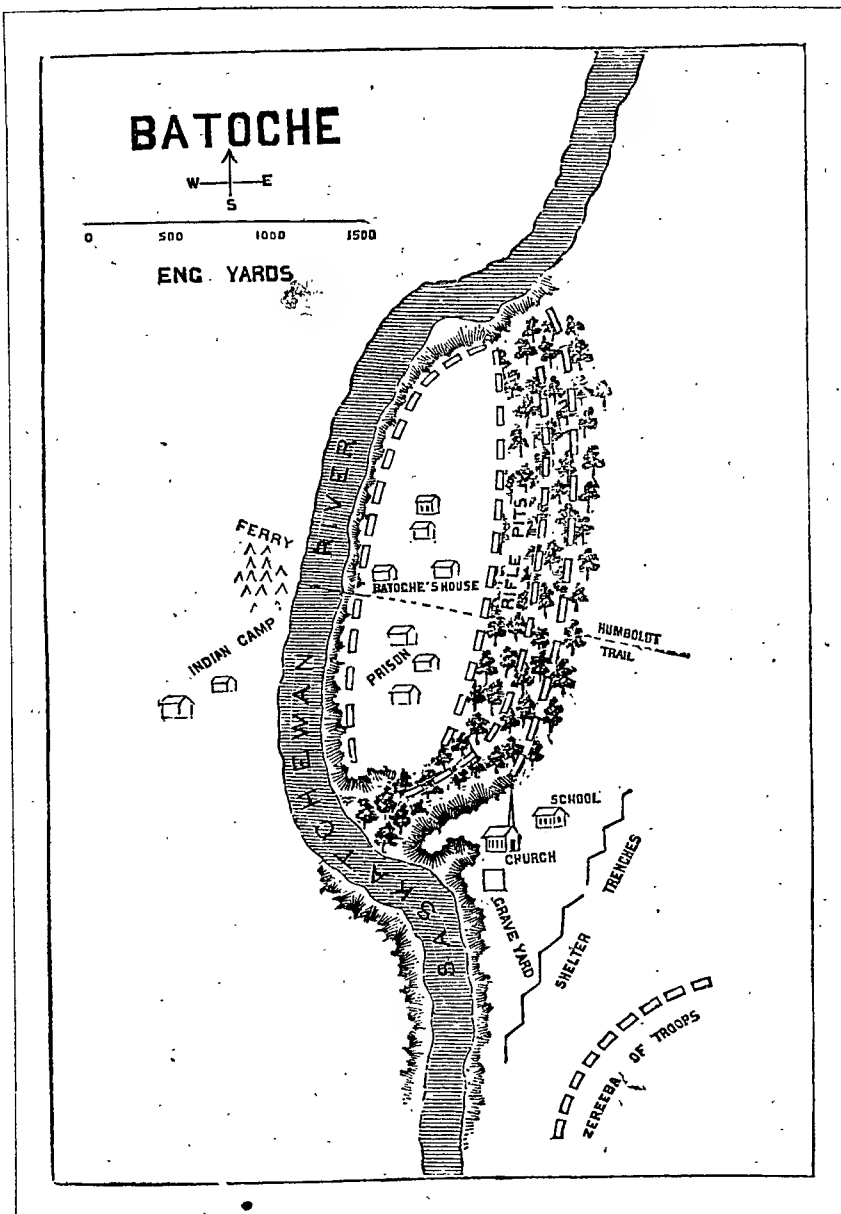 BATOCHE
W E
S
0 500 1000 1500
ENG. YARDS
FERRY
INDIAN CAMP
SASKATCHEWAN RIVER
BATOCHE'S HOUSE
PRISON
RIFLE PITS
HUMBOLDT
TRAIL
SCHOOL
CHURCH
GRAVE YARD
SHELTER TRENCHES
ZEREEBA OF TROOPS